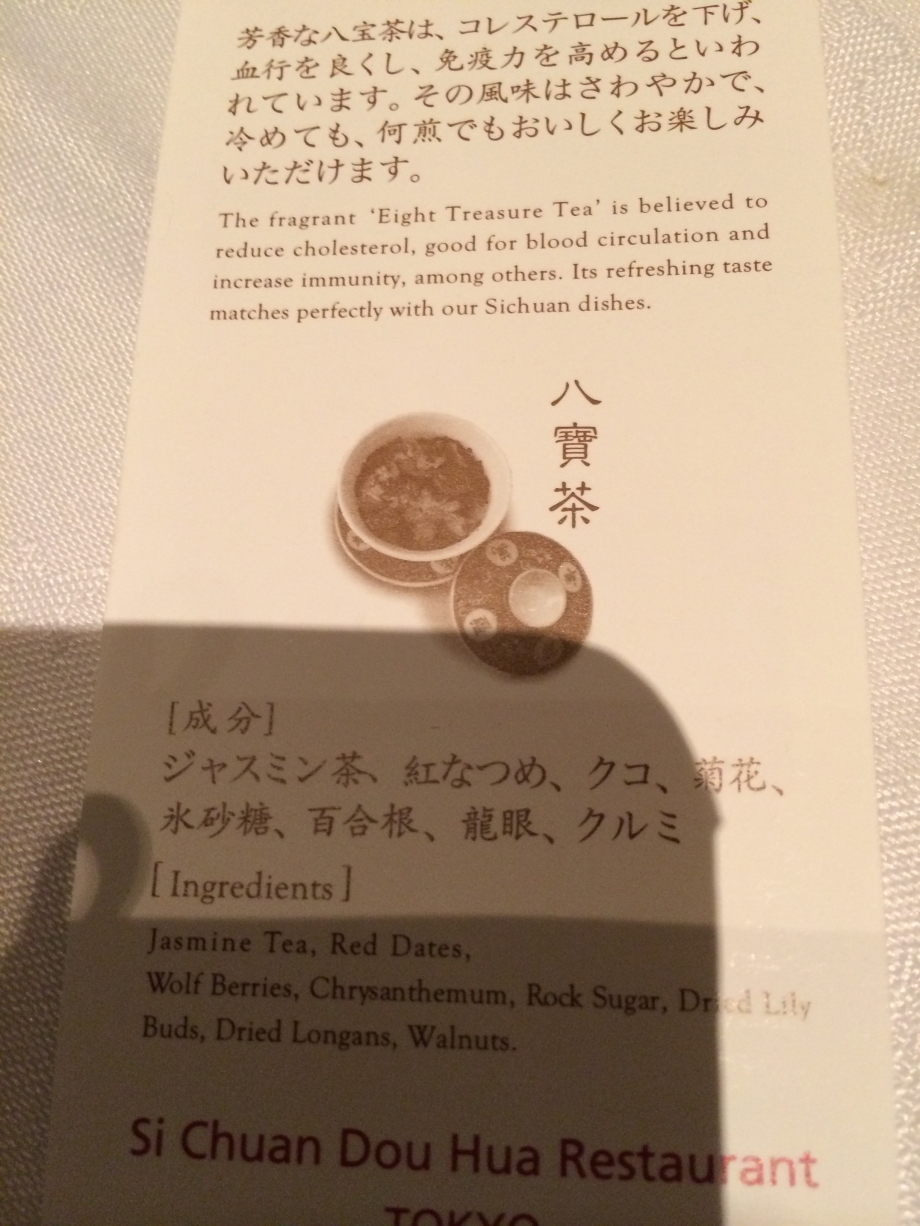 芳香な八宝茶は、コレステロールを下げ、
血行を良くし、免疫力を高めるといわ
れています。その風味はさわやかで、
冷めても、何煎でもおいしくお楽しみ
いただけます。
The fragrant ‘Eight Treasure Tea’ is believed to
reduce cholesterol, good for blood circulation and
increase immunity, among others. Its refreshing taste
matches perfectly with our Sichuan dishes.
八寶茶
[成分]
ジャスミン茶、紅なつめ、クコ、菊花、
氷砂糖、百合根、龍眼、クルミ
[Ingredients]
Jasmine Tea, Red Dates,
Wolf Berries, Chrysanthemum, Rock Sugar, Dried Lily
Buds, Dried Longans, Walnuts.
Si Chuan Dou Hua Restaurant
TOKYO